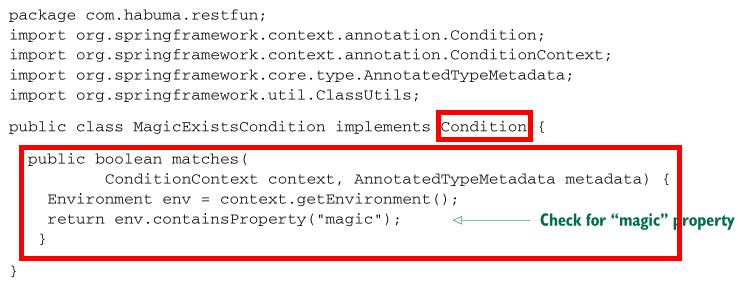 package com.habuma.restfun;
import org.springframework.context.annotation.Condition;
import org.springframework.context.annotation.ConditionContext;
import org.springframework.core.type.AnnotatedTypeMetadata;
import org.springframework.util.ClassUtils;
public class MagicExistsCondition implements Condition {
public boolean matches(
ConditionContext context, AnnotatedTypeMetadata metadata) {
Environment env = context.getEnvironment();
return env.containsProperty("magic");
Check for “magic” property
}
}